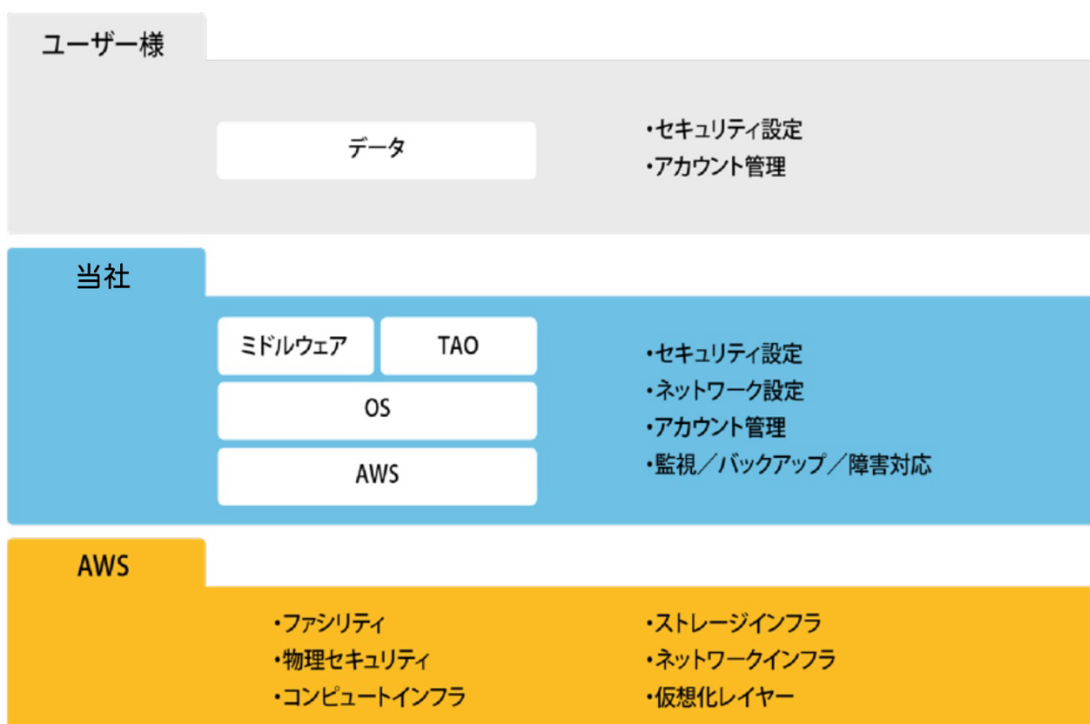 ユーザー様
データ
・セキュリティ設定
・アカウント管理
当社
ミドルウェア
TAO
OS
AWS
・セキュリティ設定
・ネットワーク設定
・アカウント管理
・監視／バックアップ／障害対応
AWS
・ファシリティ
・物理セキュリティ
・コンピュートインフラ
・ストレージインフラ
・ネットワークインフラ
・仮想化レイヤー